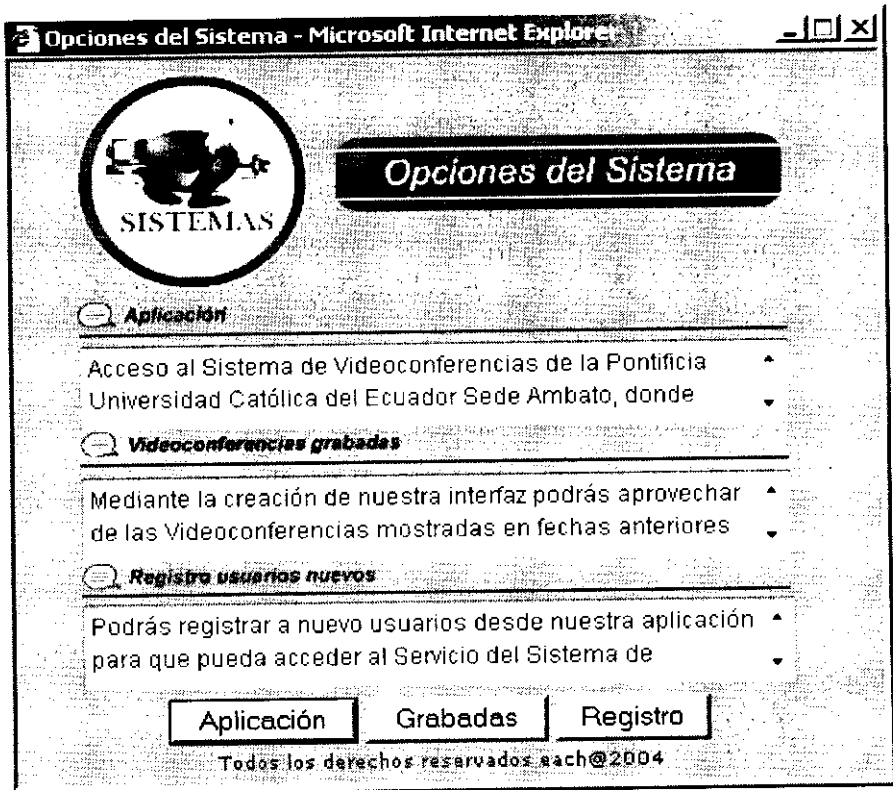 Opciones del Sistema - Microsoft Internet Explorer
SISTEMAS
Opciones del Sistema
Aplicación
Acceso al Sistema de Videoconferencias de la Pontificia
Universidad Católica del Ecuador Sede Ambato, donde
Videoconferencias grabadas
Mediante la creación de nuestra interfaz podrás aprovechar
de las Videoconferencias mostradas en fechas anteriores
Registro usuarios nuevos
Podrás registrar a nuevo usuarios desde nuestra aplicación
para que pueda acceder al Servicio del Sistema de
Aplicación Grabadas Registro
Todos los derechos reservados each@2004